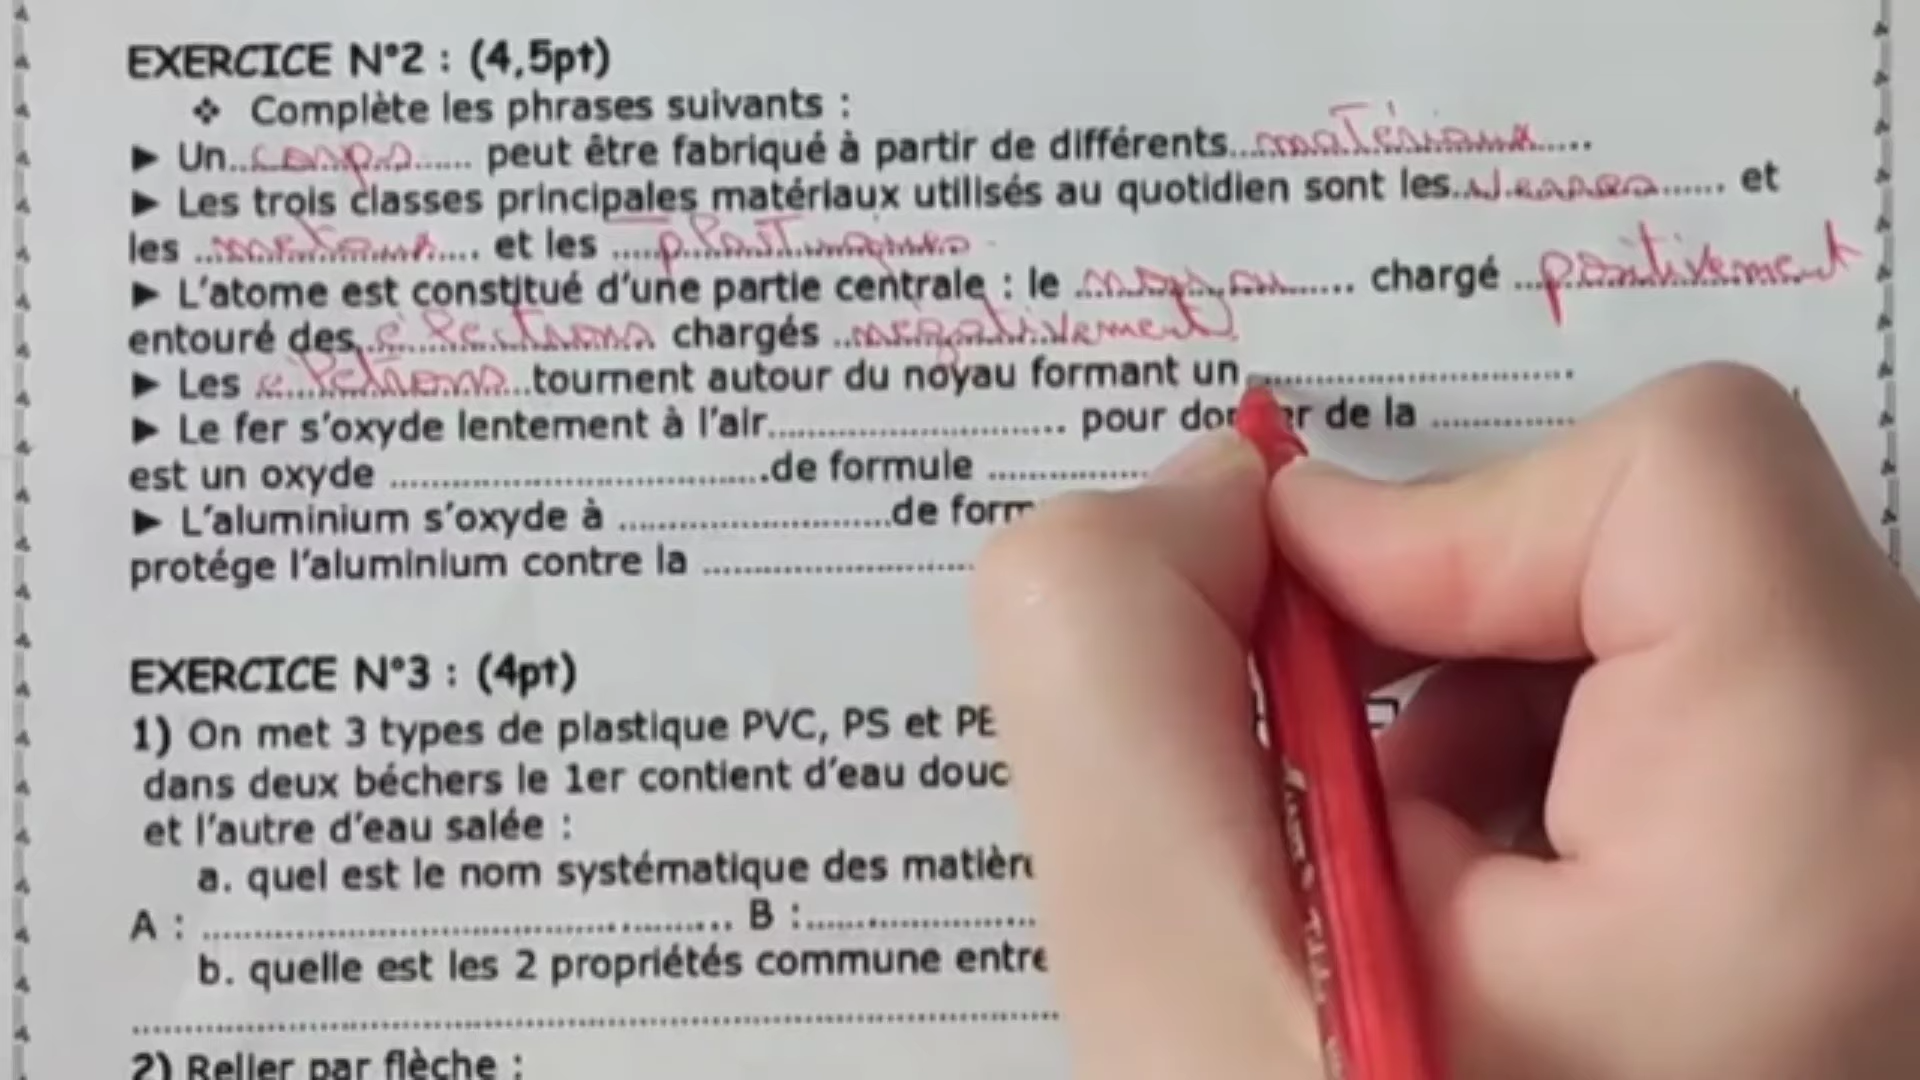 EXERCICE N°2 : (4,5pt)
❖ Complète les phrases suivants :
► Un...corps...... peut être fabriqué à partir de différents...matériaux.....
► Les trois classes principales matériaux utilisés au quotidien sont les..verres...... et
les ..metaux.... et les ....plastiques
► L'atome est constitué d'une partie centrale : le ...noyau...... chargé ...positivement
entouré des..électrons chargés ..négativement
► Les életrons...tournent autour du noyau formant un..............................
► Le fer s'oxyde lentement à l'air.............................. pour de la ..............
est un oxyde ......................................de formule ................
► L'aluminium s'oxyde à ...........................de
protége l'aluminium contre la ...........................
EXERCICE N°3 : (4pt)
1) On met 3 types de plastique PVC, PS et PE
dans deux béchers le 1er contient d'eau
et l'autre d'eau salée :
a. quel est le nom systématique des
A : ..................................................... B :.......................
b. quelle est les 2 propriétés commune entre
.............................................................................................
2) Relier par flèche :